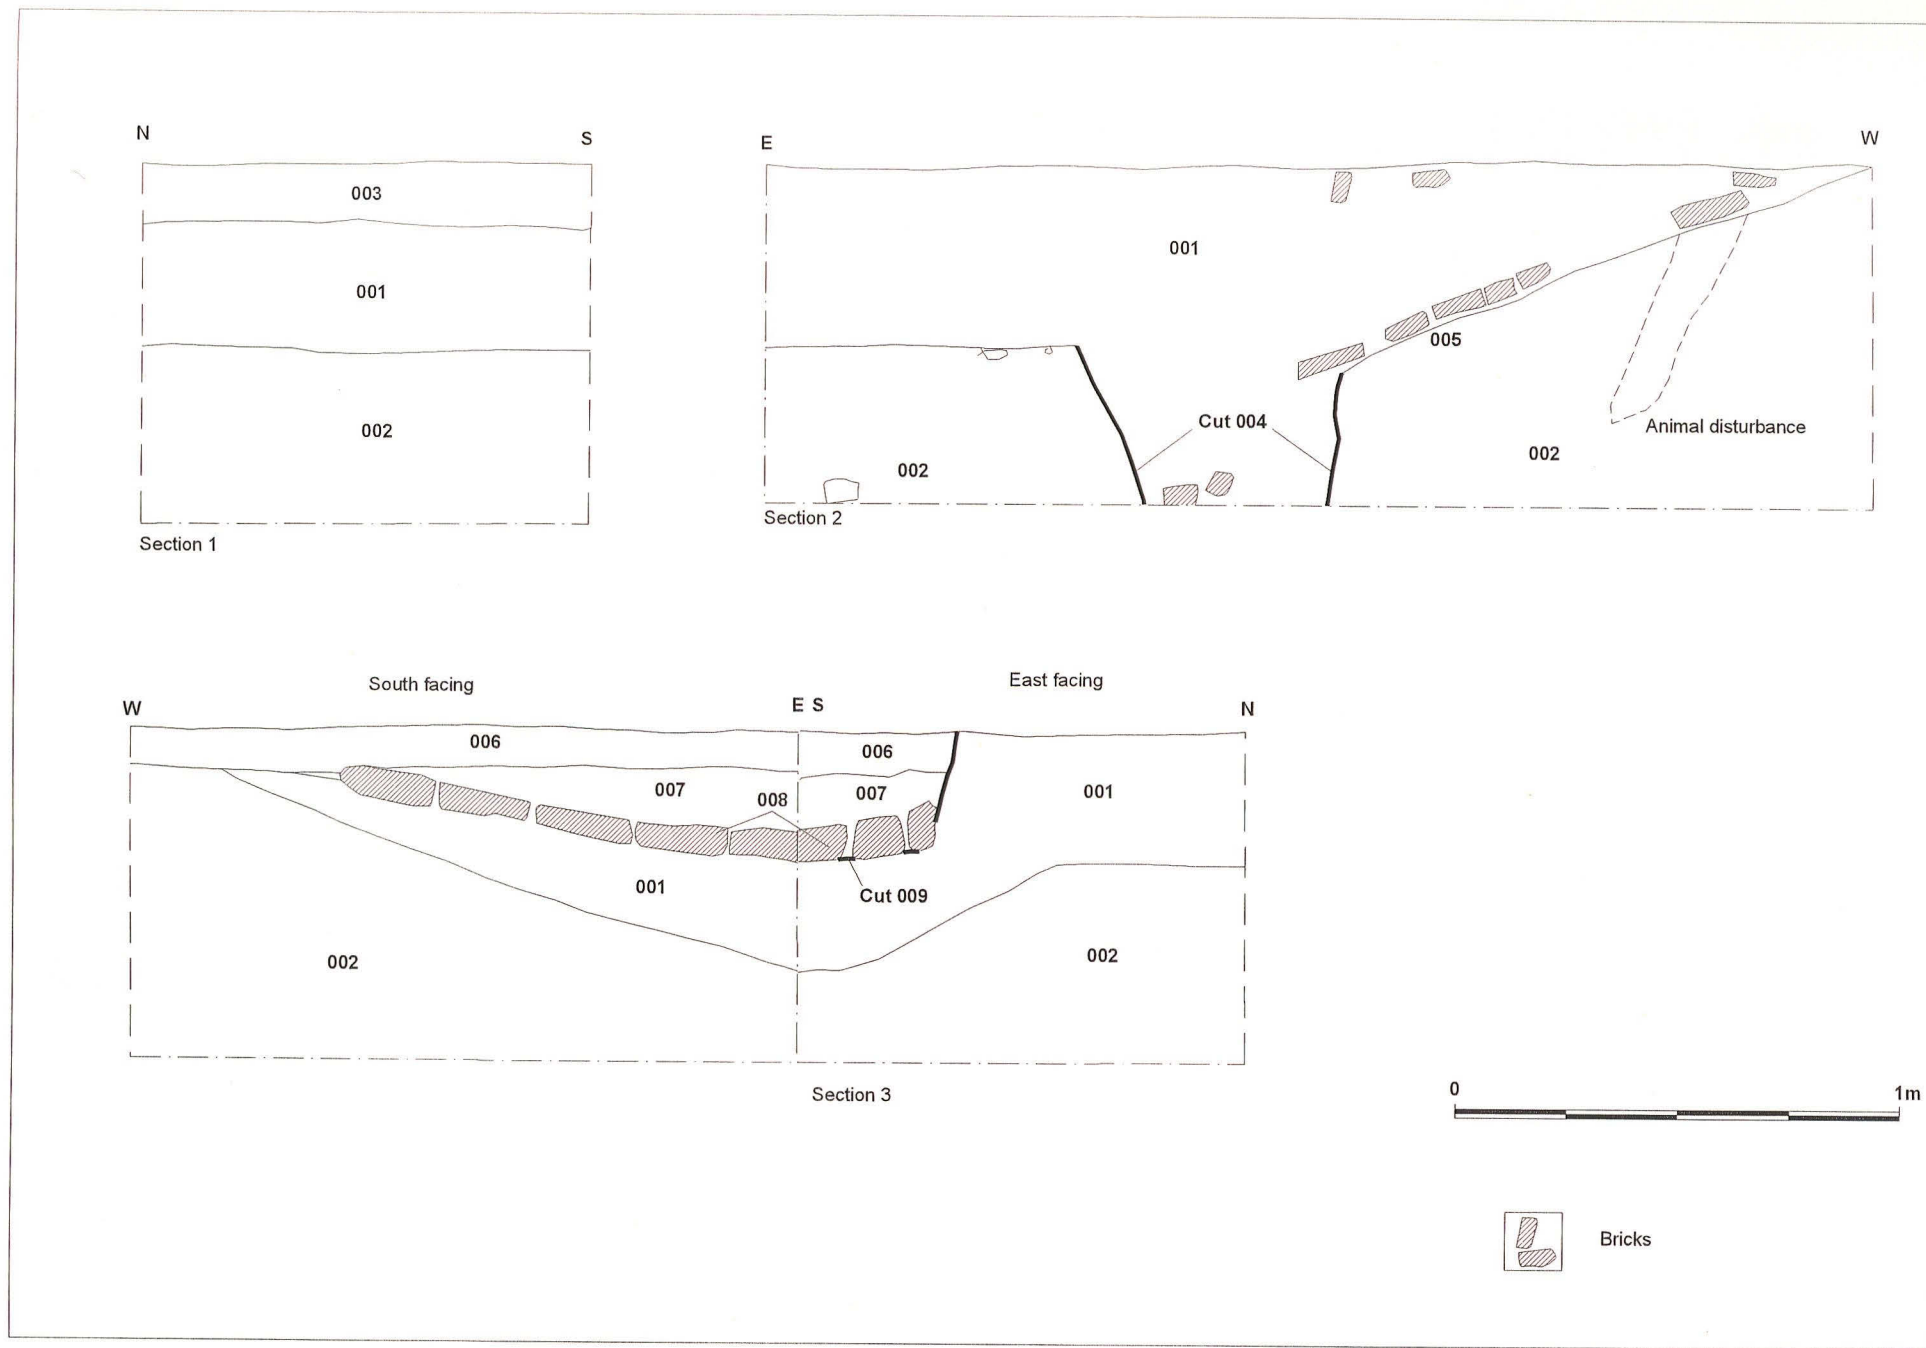 N
S
003
001
002
Section 1
E
W
001
005
Cut 004
Animal disturbance
002
002
Section 2
South facing
East facing
W
E S
N
006
006
007
008
007
001
001
Cut 009
002
002
Section 3
0
1m
Bricks